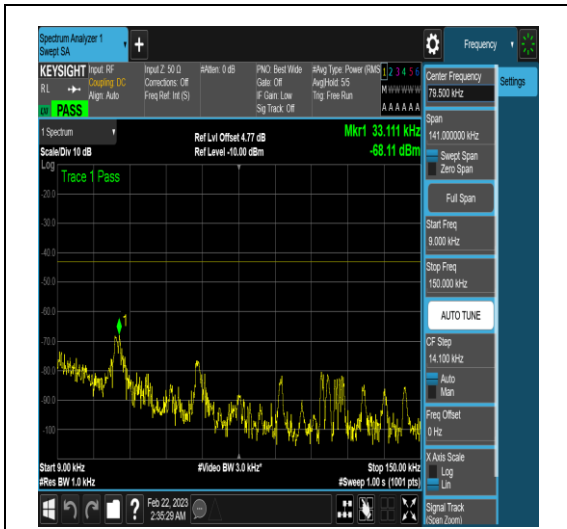 Spectrum Analyzer 1
Swept SA
+
Frequency
KEYSIGHT
RL
PASS
Input: RF
Coupling: DC
Align: Auto
Input Z: 50 Ω
Corrections: Off
Freq Ref: Int (S)
#Atten: 0 dB
PNO: Best Wide
Gate: Off
IF Gain: Low
Sig Track: Off
#Avg Type: Power (RMS)
Avg|Hold: 5/5
Trig: Free Run
1 2 3 4 5 6
M W W W W W
A A A A A A
1 Spectrum
Scale/Div 10 dB
Ref Lvl Offset 4.77 dB
Ref Level -10.00 dBm
Mkr1 33.111 kHz
-68.11 dBm
Log
Trace 1 Pass
-20.0
-30.0
-40.0
-50.0
-60.0
-70.0
-80.0
-90.0
-100
1
Start 9.00 kHz
#Res BW 1.0 kHz
#Video BW 3.0 kHz*
Stop 150.00 kHz
#Sweep 1.00 s (1001 pts)
Center Frequency
79.500 kHz
Settings
Span
141.000000 kHz
Swept Span
Zero Span
Full Span
Start Freq
9.000 kHz
Stop Freq
150.000 kHz
AUTO TUNE
CF Step
14.100 kHz
Auto
Man
Freq Offset
0 Hz
X Axis Scale
Log
Lin
Signal Track
(Span Zoom)
?
Feb 22, 2023
2:35:29 AM